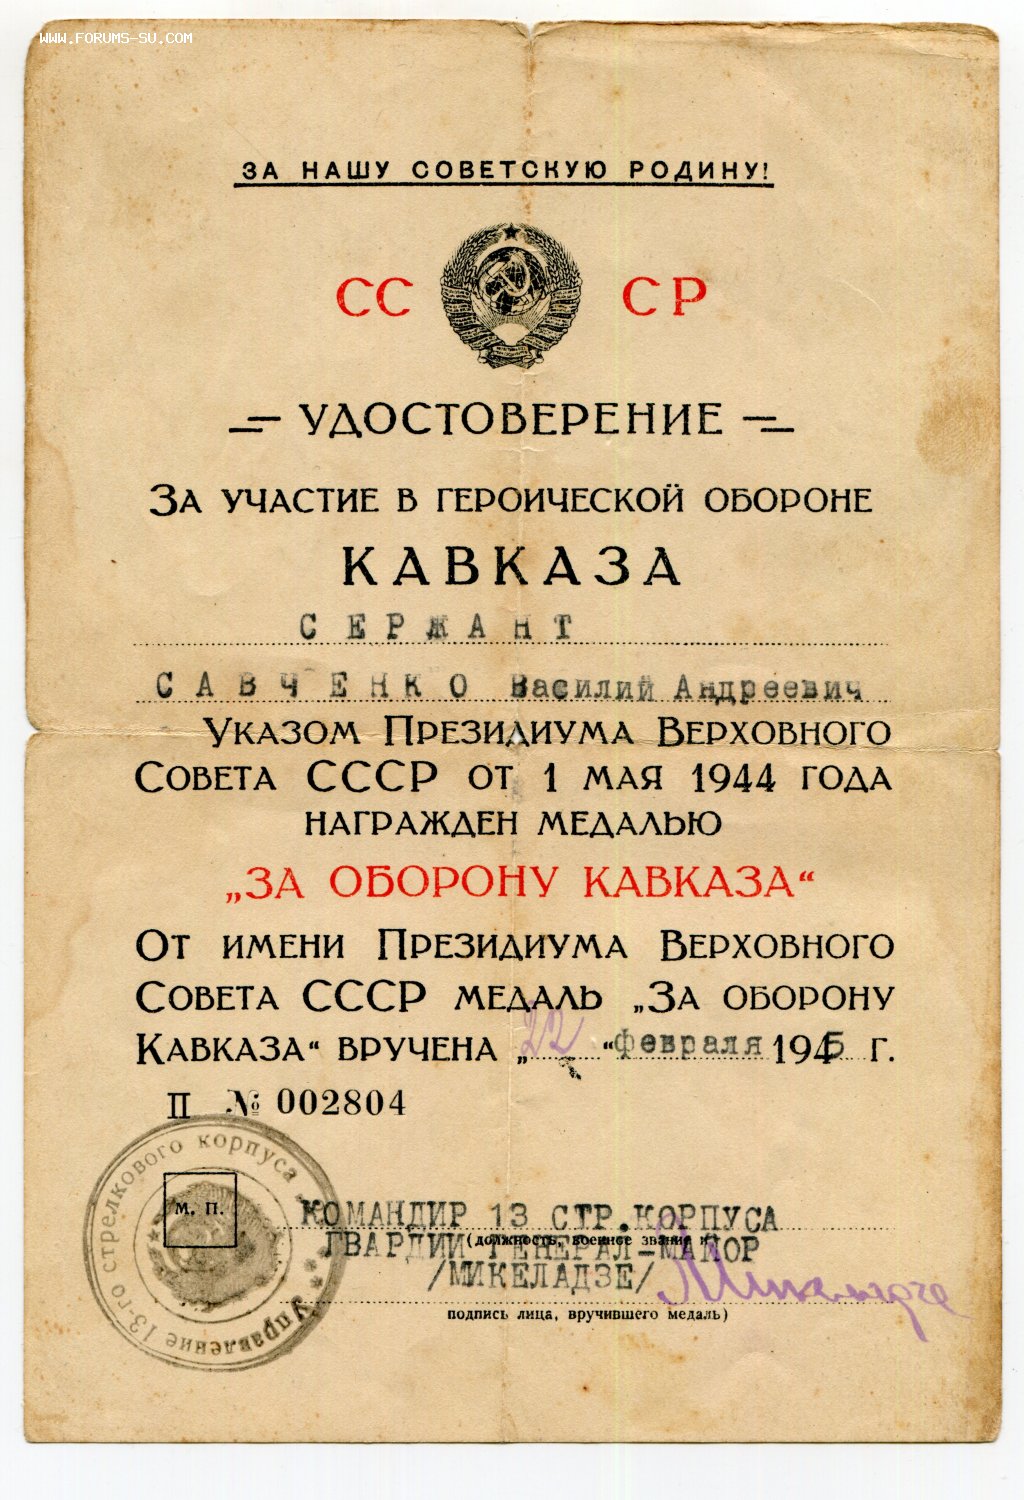 WWW.FORUMS-SU.COM
ЗА НАШУ СОВЕТСКУЮ РОДИНУ!
СС СР
УДОСТОВЕРЕНИЕ
ЗА УЧАСТИЕ В ГЕРОИЧЕСКОЙ ОБОРОНЕ
КАВКАЗА
СЕРЖАНТ
САВЧЕНКО Василий Андреевич
УКАЗОМ ПРЕЗИДИУМА ВЕРХОВНОГО
СОВЕТА СССР ОТ 1 МАЯ 1944 ГОДА
НАГРАЖДЕН МЕДАЛЬЮ
„ЗА ОБОРОНУ КАВКАЗА“
ОТ ИМЕНИ ПРЕЗИДИУМА ВЕРХОВНОГО
СОВЕТА СССР МЕДАЛЬ „ЗА ОБОРОНУ
КАВКАЗА“ ВРУЧЕНА „22“ февраля 1945 Г.
П № 002804
Управление 13-го стрелкового корпуса
М. П.
КОМАНДИР 13 СТР.КОРПУСА
(должность, военное звание и
ГВАРДИИ ГЕНЕРАЛ-МАЙОР
/МИКЕЛАДЗЕ/
подпись лица, вручившего медаль)